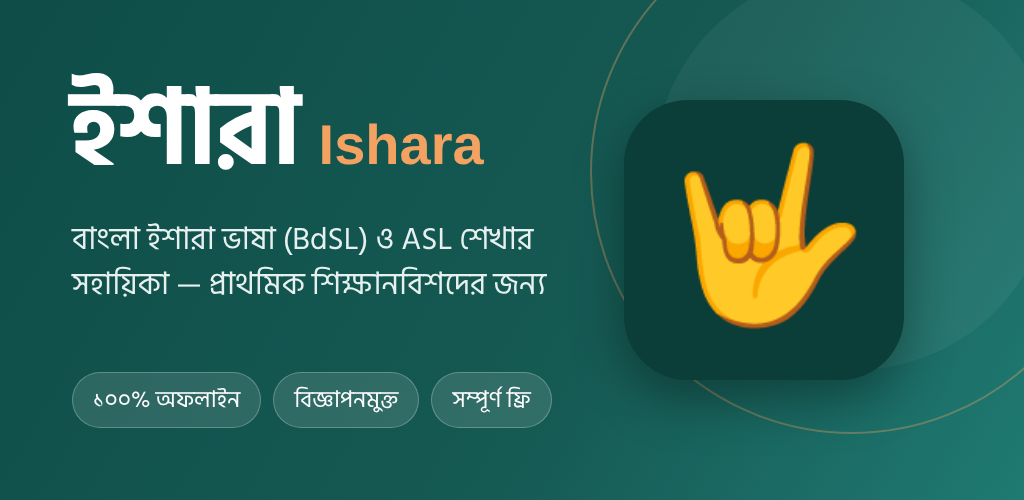 ইশারা Ishara
বাংলা ইশারা ভাষা (BdSL) ও ASL শেখার
সহায়িকা — প্রাথমিক শিক্ষানবিশদের জন্য
১০০% অফলাইন বিজ্ঞাপনমুক্ত সম্পূর্ণ ফ্রি